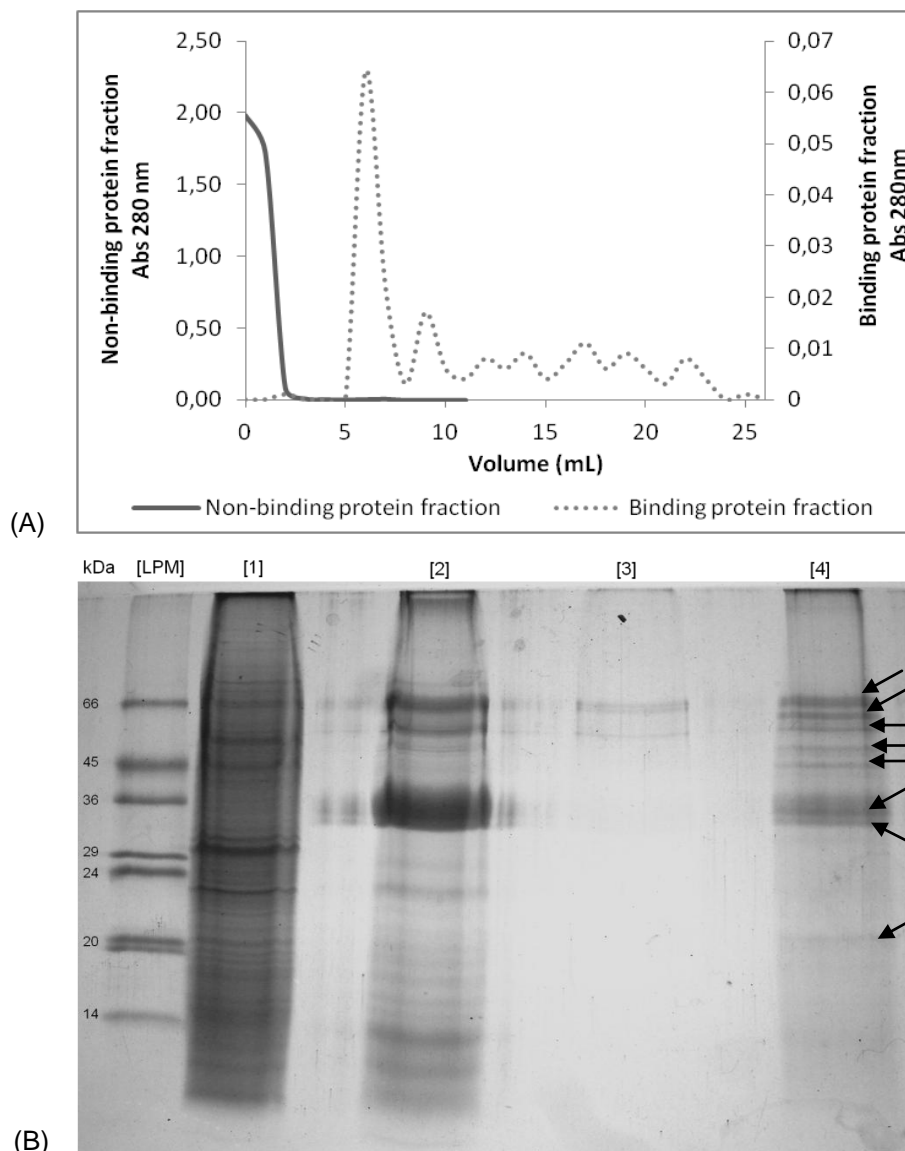 2,50
2,00
1,50
1,00
0,50
0,00
Non-binding protein fraction
Abs 280 nm
0,07
0,06
0,05
0,04
0,03
0,02
0,01
0
Binding protein fraction
Abs 280nm
0 5 10 15 20 25
Volume (mL)
Non-binding protein fraction Binding protein fraction
(A)
kDa [LPM] [1] [2] [3] [4]
66
45
36
29
24
20
14
(B)